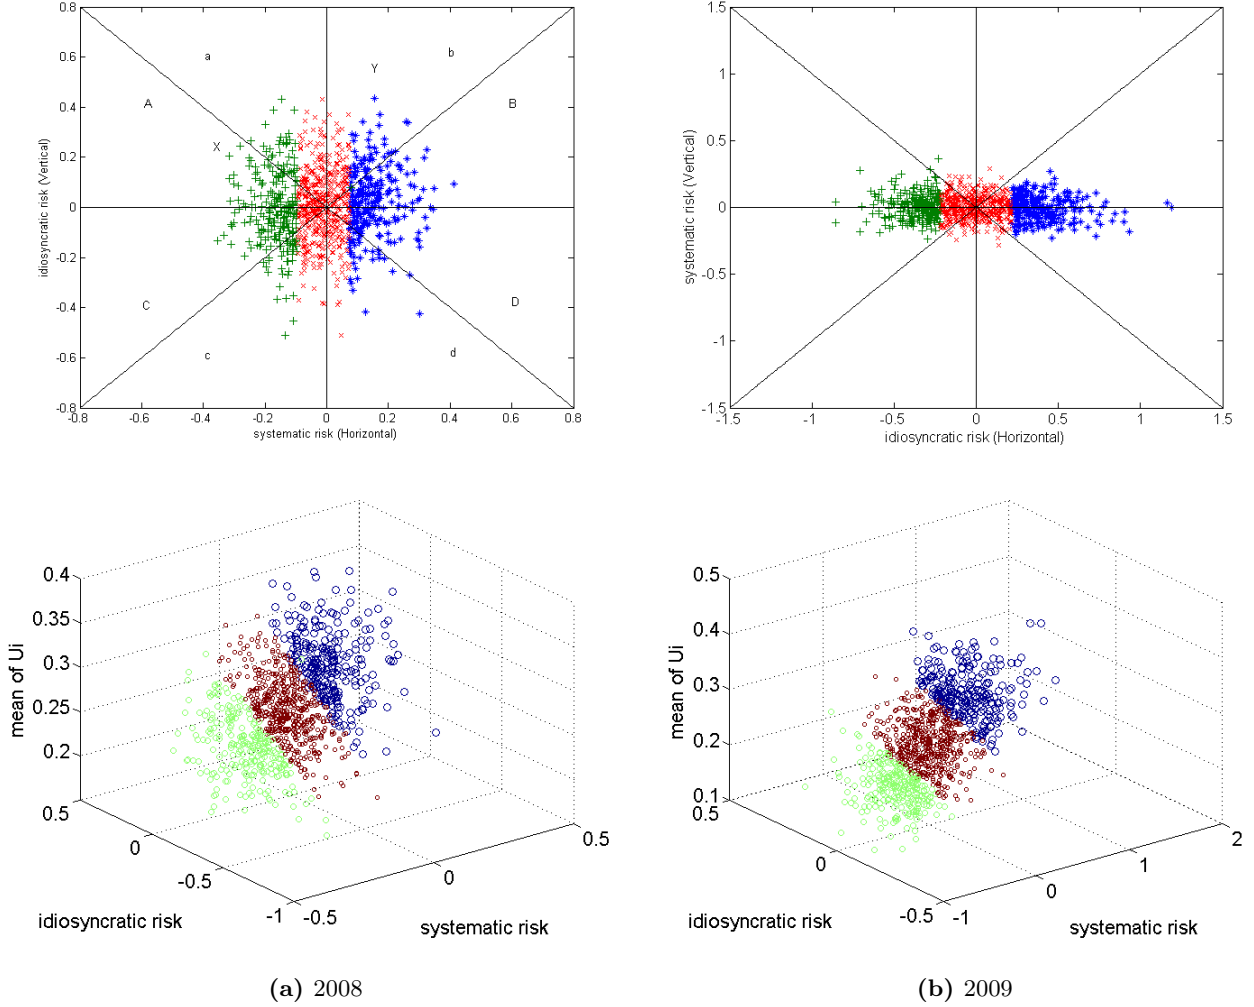 0.8
0.6
0.4
0.2
0
-0.2
-0.4
-0.6
-0.8
idiosyncratic risk (Vertical)
a
b
Y
A
B
X
C
D
c
d
-0.8 -0.6 -0.4 -0.2 0 0.2 0.4 0.6 0.8
systematic risk (Horizontal)
1.5
1
0.5
0
-0.5
-1
-1.5
systematic risk (Vertical)
-1.5 -1 -0.5 0 0.5 1 1.5
idiosyncratic risk (Horizontal)
0.4
0.35
0.3
0.25
0.2
mean of Ui
0.5
0
-0.5
-1
idiosyncratic risk
-0.5
0
0.5
systematic risk
0.5
0.4
0.3
0.2
0.1
mean of Ui
0.5
0
-0.5
idiosyncratic risk
-1
0
1
2
systematic risk
(a) 2008
(b) 2009